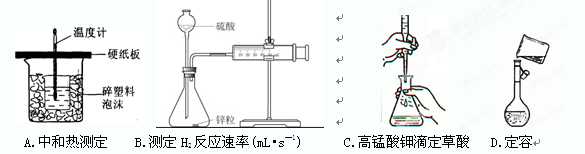 温度计
硬纸板
碎塑料
泡沫
硫酸
锌粒
A.中和热测定
B.测定H₂反应速率(mL·s⁻¹)
C.高锰酸钾滴定草酸
D.定容